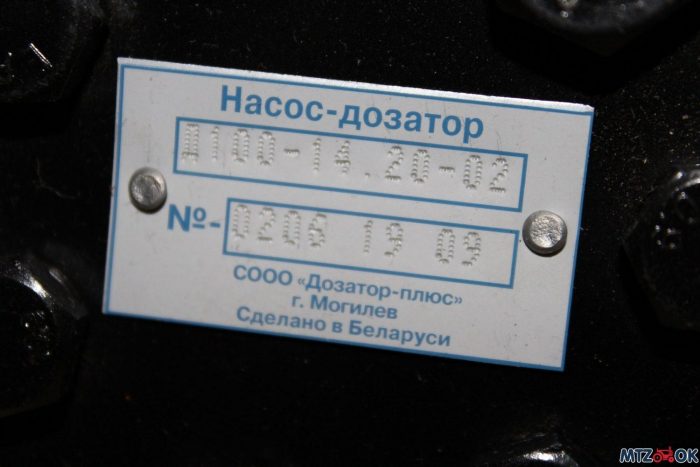 Насос-дозатор
Д100-14.20-02
№- 0206 19 09
СООО «Дозатор-плюс»
г. Могилев
Сделано в Беларуси
MTZ OK